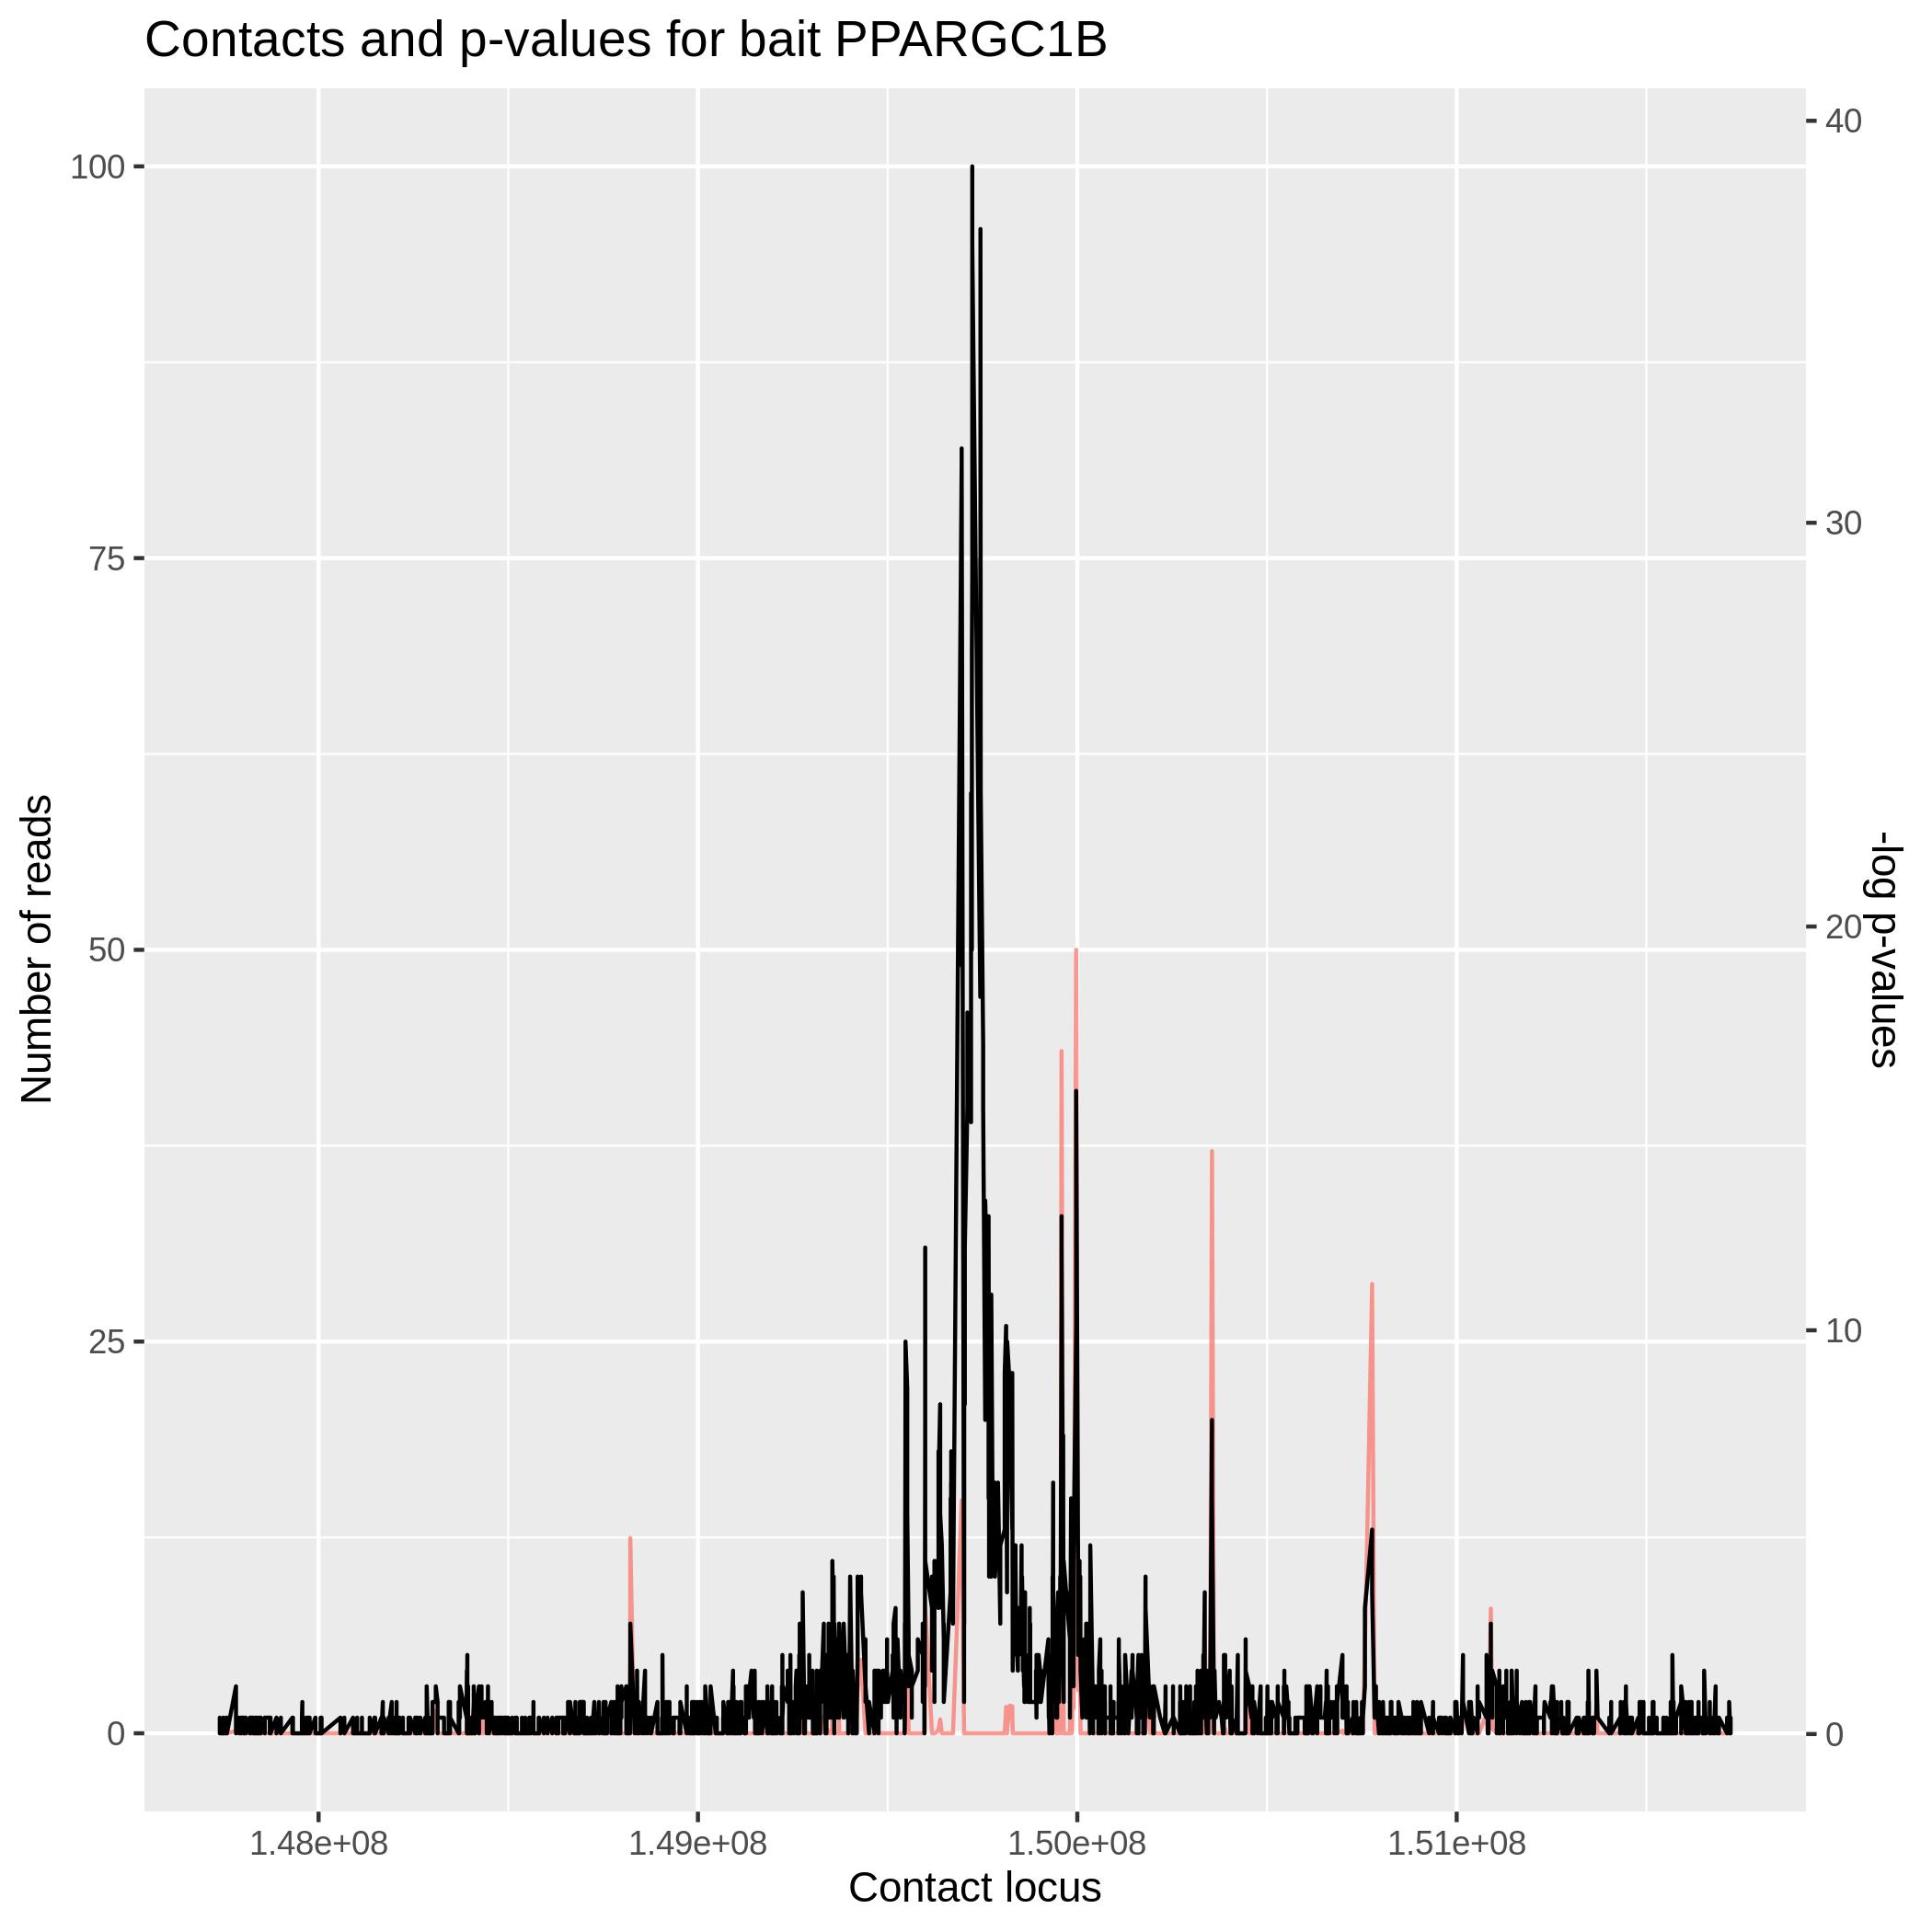 Contacts and p-values for bait PPARGC1B
100
75
50
25
0
Number of reads
40
30
20
10
0
-log p-values
1.48e+08
1.49e+08
1.50e+08
1.51e+08
Contact locus